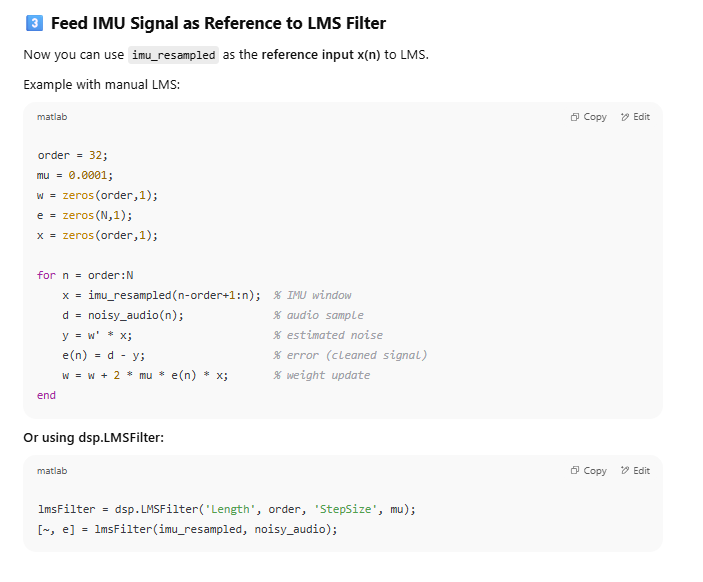 3 Feed IMU Signal as Reference to LMS Filter
Now you can use imu_resampled as the reference input x(n) to LMS.
Example with manual LMS:
matlab Copy Edit
order = 32;
mu = 0.0001;
w = zeros(order,1);
e = zeros(N,1);
x = zeros(order,1);
for n = order:N
    x = imu_resampled(n-order+1:n);  % IMU window
    d = noisy_audio(n);              % audio sample
    y = w' * x;                      % estimated noise
    e(n) = d - y;                    % error (cleaned signal)
    w = w + 2 * mu * e(n) * x;       % weight update
end
Or using dsp.LMSFilter:
matlab Copy Edit
lmsFilter = dsp.LMSFilter('Length', order, 'StepSize', mu);
[~, e] = lmsFilter(imu_resampled, noisy_audio);